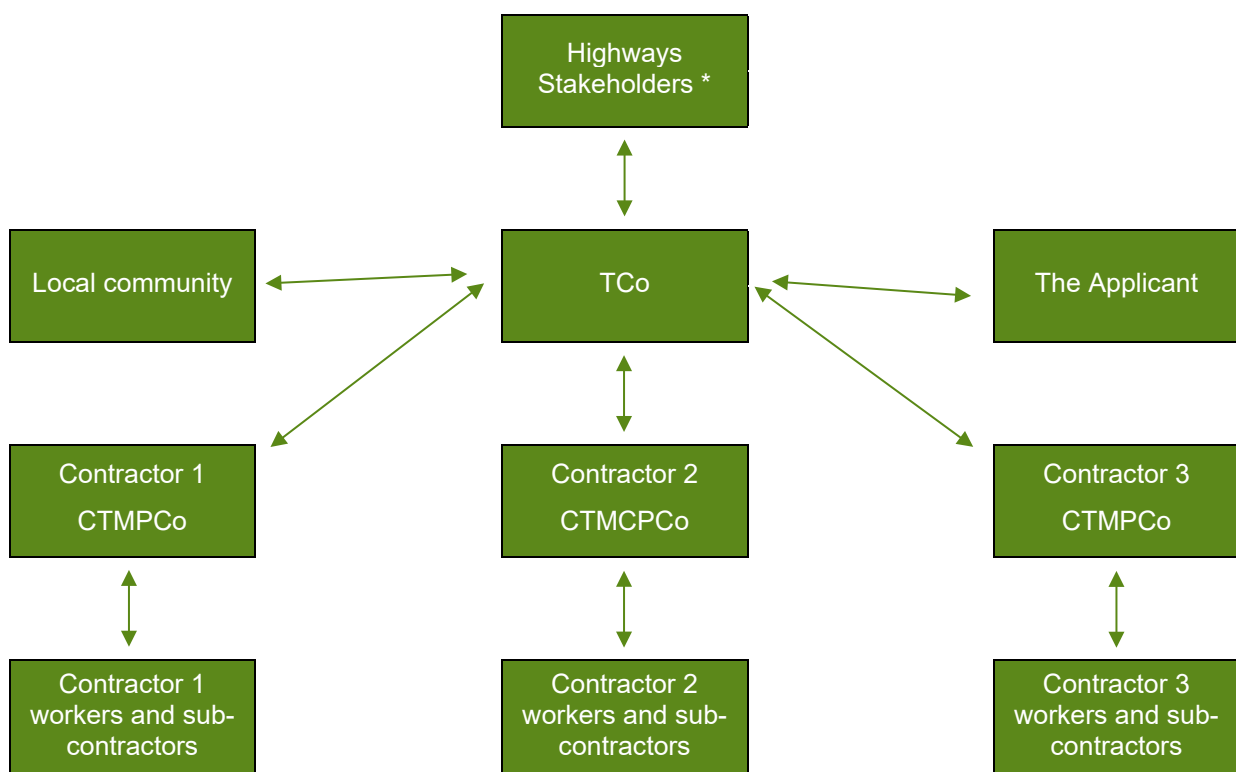 Highways
Stakeholders *
Local community
TCo
The Applicant
Contractor 1
CTMPCo
Contractor 2
CTMCPCo
Contractor 3
CTMPCo
Contractor 1
workers and sub-
contractors
Contractor 2
workers and sub-
contractors
Contractor 3
workers and sub-
contractors